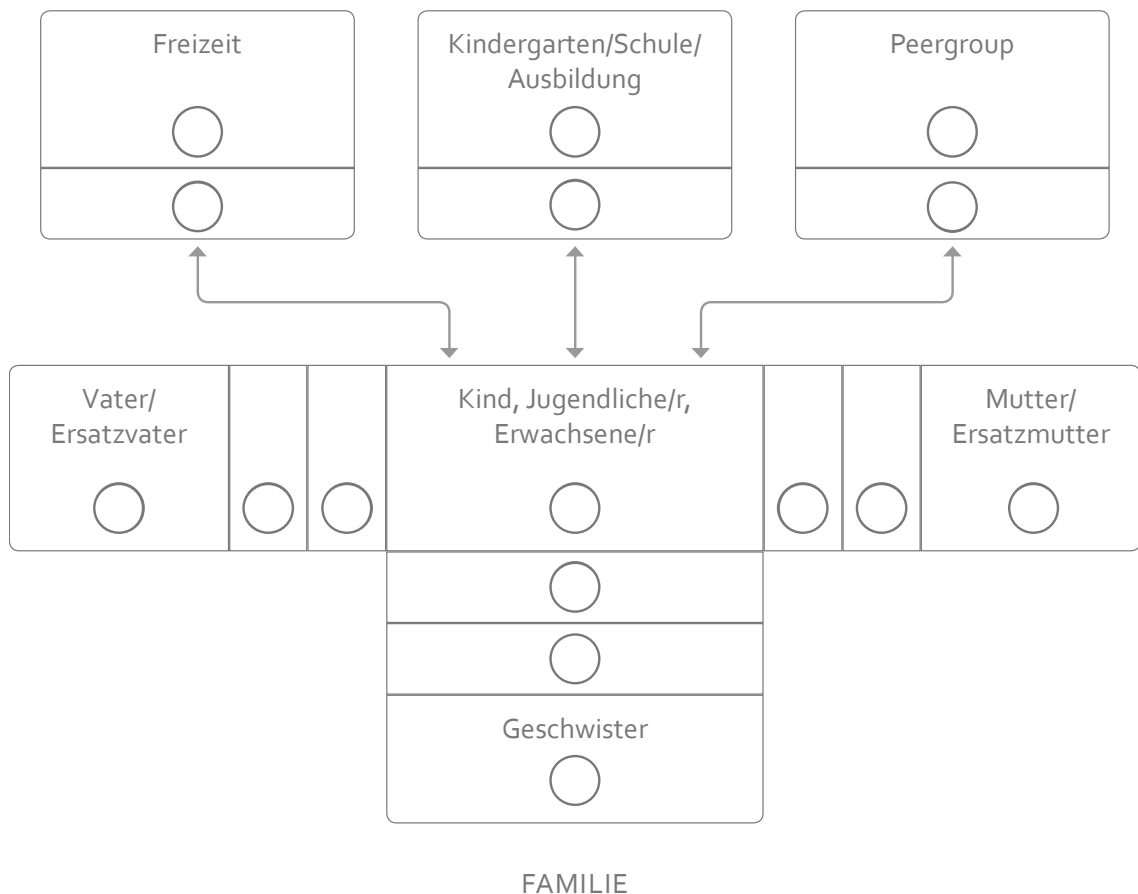 Freizeit
Kindergarten/Schule/
Ausbildung
Peergroup
Vater/
Ersatzvater
Kind, Jugendliche/r,
Erwachsene/r
Mutter/
Ersatzmutter
Geschwister
FAMILIE